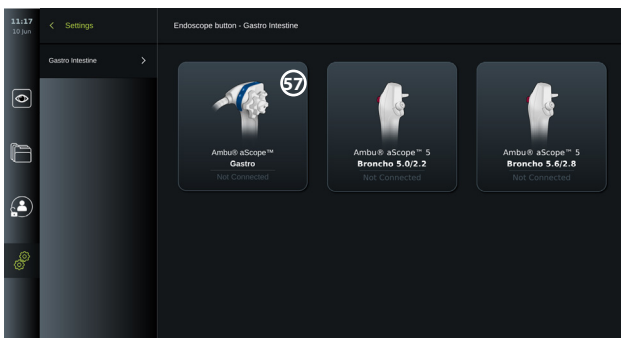 11:17
10 Jun
Settings
Endoscope button - Gastro Intestine
Gastro Intestine
57
Ambu® aScope™
Gastro
Not Connected
Ambu® aScope™ 5
Broncho 5.0/2.2
Not Connected
Ambu® aScope™ 5
Broncho 5.6/2.8
Not Connected